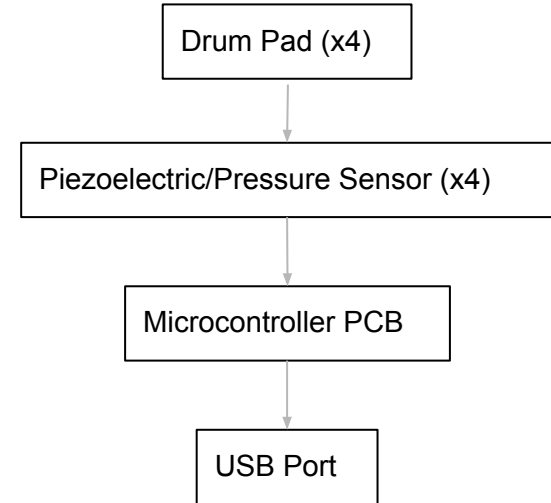 Drum Pad (x4)
Piezoelectric/Pressure Sensor (x4)
Microcontroller PCB
USB Port